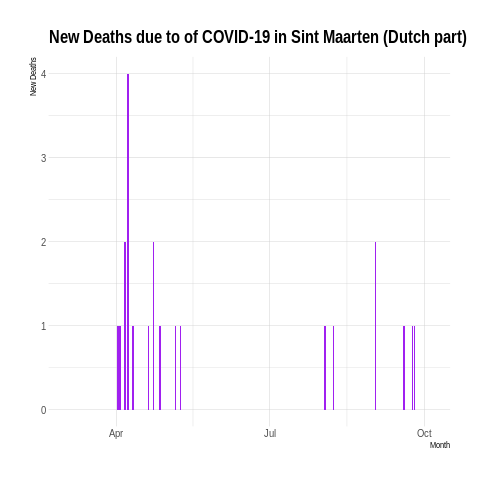 New Deaths due to of COVID-19 in Sint Maarten (Dutch part)
New Deaths
4
3
2
1
0
Apr
Jul
Oct
Month